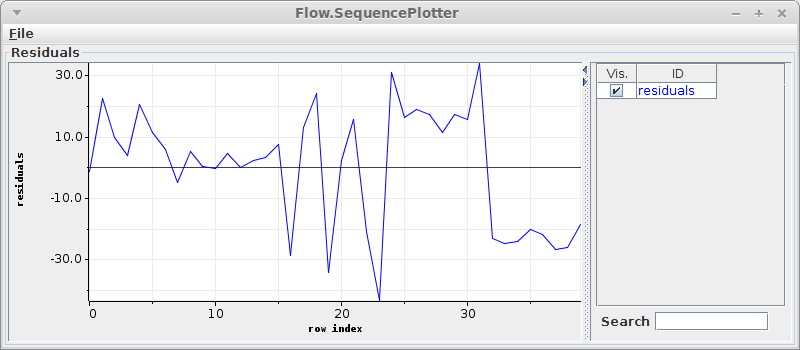 Flow.SequencePlotter
File
Residuals
30.0
10.0
-10.0
-30.0
residuals
0
10
20
30
row index
Vis.
ID
residuals
Search